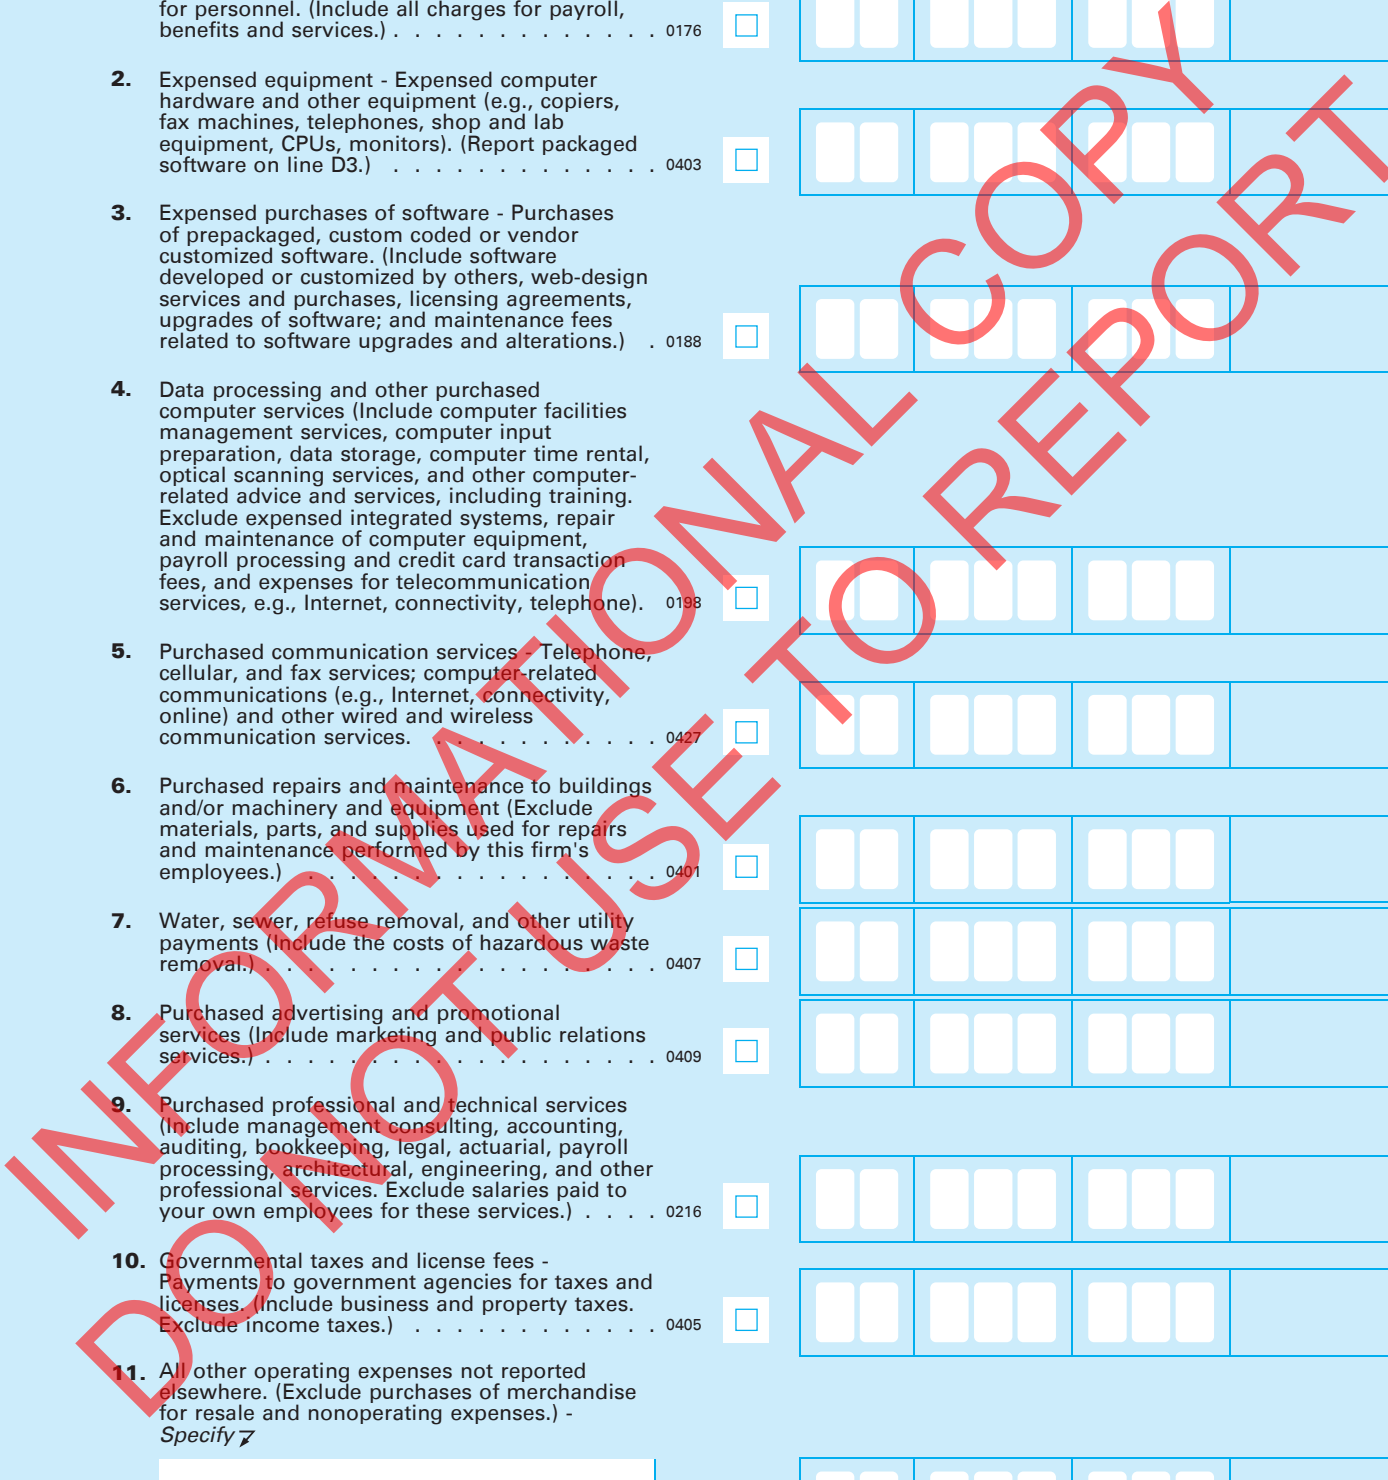 for personnel. (Include all charges for payroll,
benefits and services.) . . . . . . . . . . . . . 0176
2. Expensed equipment - Expensed computer
hardware and other equipment (e.g., copiers,
fax machines, telephones, shop and lab
equipment, CPUs, monitors). (Report packaged
software on line D3.) . . . . . . . . . . . . . 0403
3. Expensed purchases of software - Purchases
of prepackaged, custom coded or vendor
customized software. (Include software
developed or customized by others, web-design
services and purchases, licensing agreements,
upgrades of software; and maintenance fees
related to software upgrades and alterations.) . 0188
4. Data processing and other purchased
computer services (Include computer facilities
management services, computer input
preparation, data storage, computer time rental,
optical scanning services, and other computer-
related advice and services, including training.
Exclude expensed integrated systems, repair
and maintenance of computer equipment,
payroll processing and credit card transaction
fees, and expenses for telecommunication
services, e.g., Internet, connectivity, telephone). 0198
5. Purchased communication services - Telephone,
cellular, and fax services; computer-related
communications (e.g., Internet, connectivity,
online) and other wired and wireless
communication services. . . . . . . . . . . . 0427
6. Purchased repairs and maintenance to buildings
and/or machinery and equipment (Exclude
materials, parts, and supplies used for repairs
and maintenance performed by this firm's
employees.) . . . . . . . . . . . . . . . . . 0401
7. Water, sewer, refuse removal, and other utility
payments (Include the costs of hazardous waste
removal.) . . . . . . . . . . . . . . . . . . . 0407
8. Purchased advertising and promotional
services (Include marketing and public relations
services.) . . . . . . . . . . . . . . . . . . . 0409
9. Purchased professional and technical services
(Include management consulting, accounting,
auditing, bookkeeping, legal, actuarial, payroll
processing, architectural, engineering, and other
professional services. Exclude salaries paid to
your own employees for these services.) . . . . 0216
10. Governmental taxes and license fees -
Payments to government agencies for taxes and
licenses. (Include business and property taxes.
Exclude income taxes.) . . . . . . . . . . . . 0405
11. All other operating expenses not reported
elsewhere. (Exclude purchases of merchandise
for resale and nonoperating expenses.) -
Specify
INFORMATIONAL COPY
DO NOT USE TO REPORT